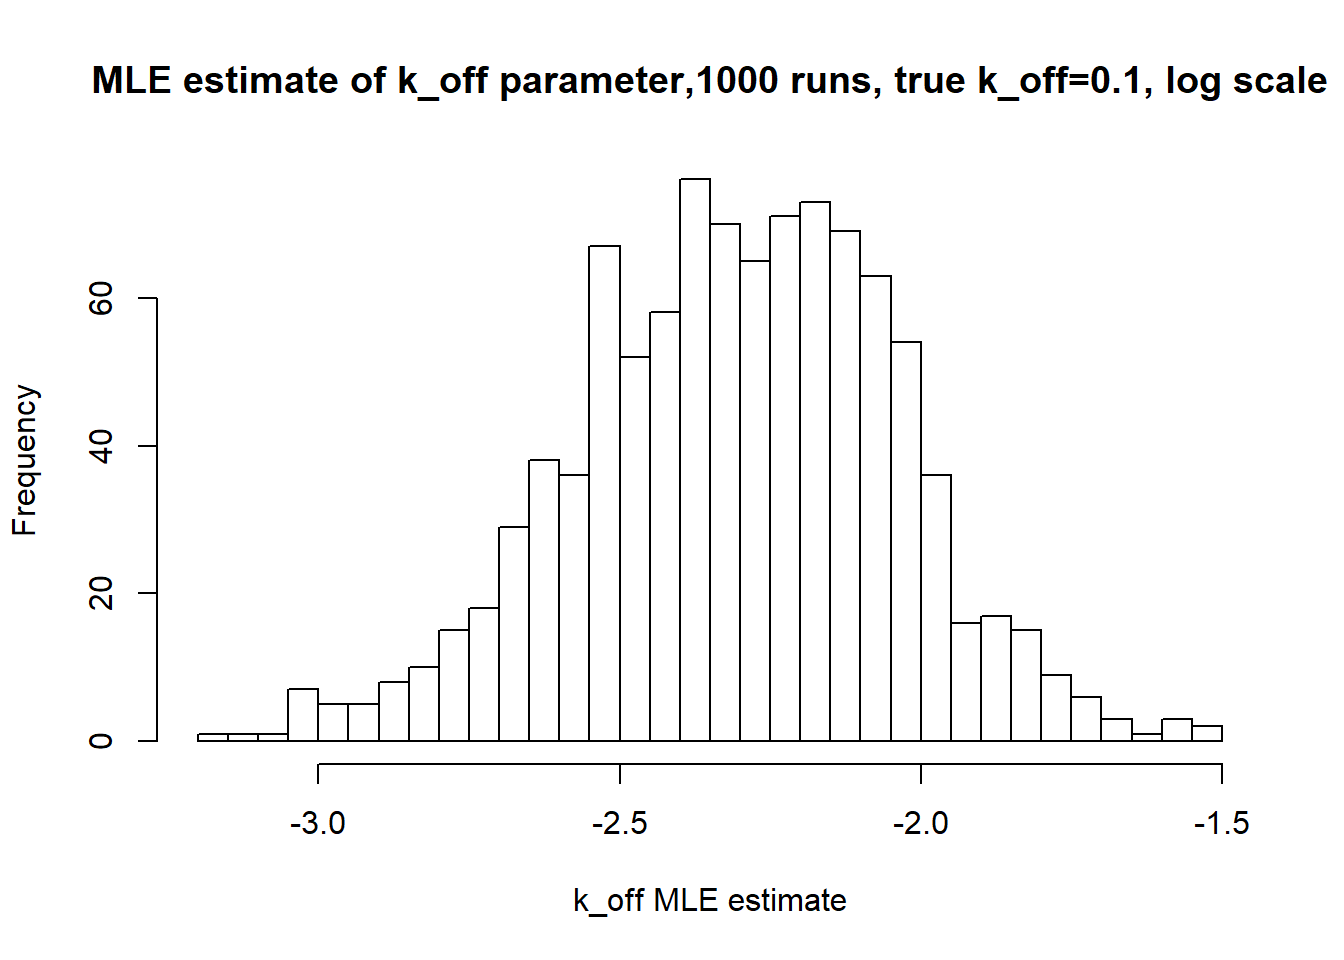 MLE estimate of k_off parameter,1000 runs, true k_off=0.1, log scale
60
40
20
0
Frequency
-3.0 -2.5 -2.0 -1.5
k_off MLE estimate